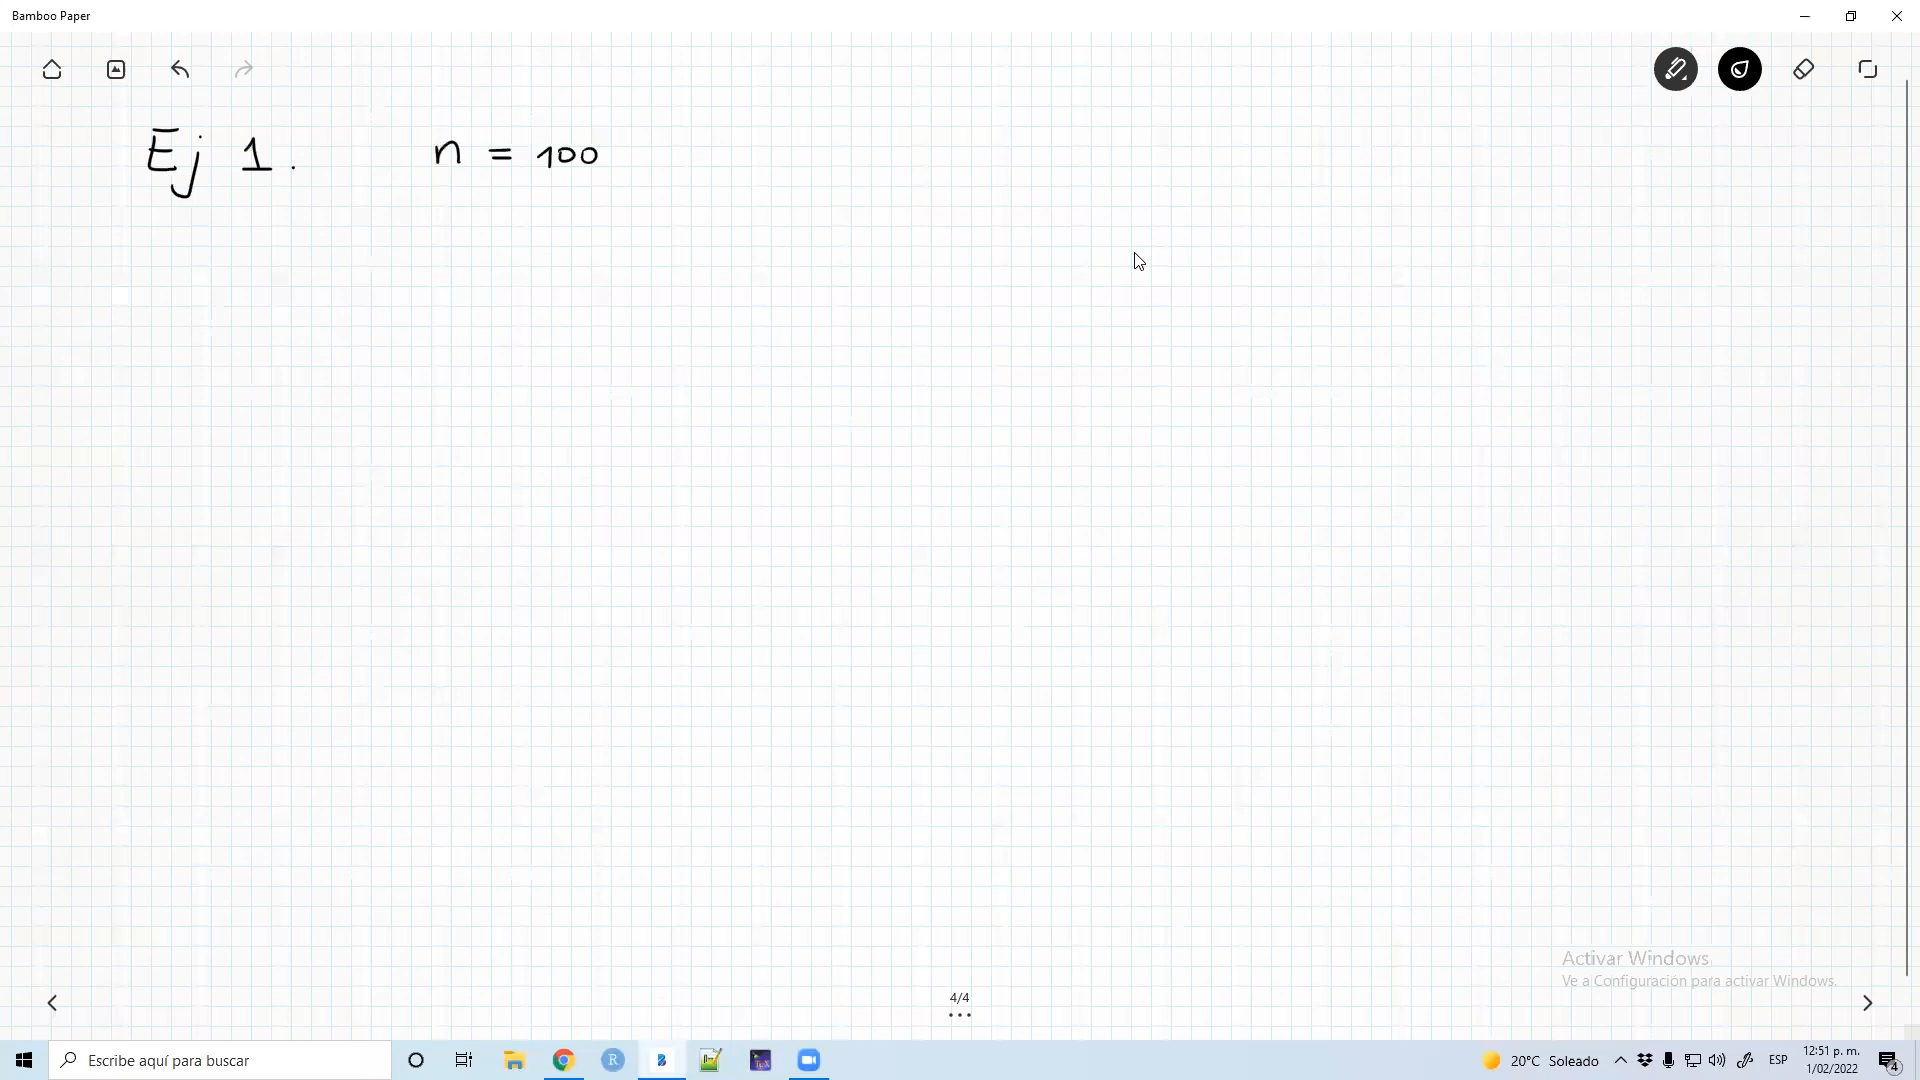 Bamboo Paper
Ej 1. n = 100
Activar Windows
Ve a Configuración para activar Windows.
4/4
Escribe aquí para buscar
20°C Soleado
ESP
12:51 p. m.
1/02/2022
4